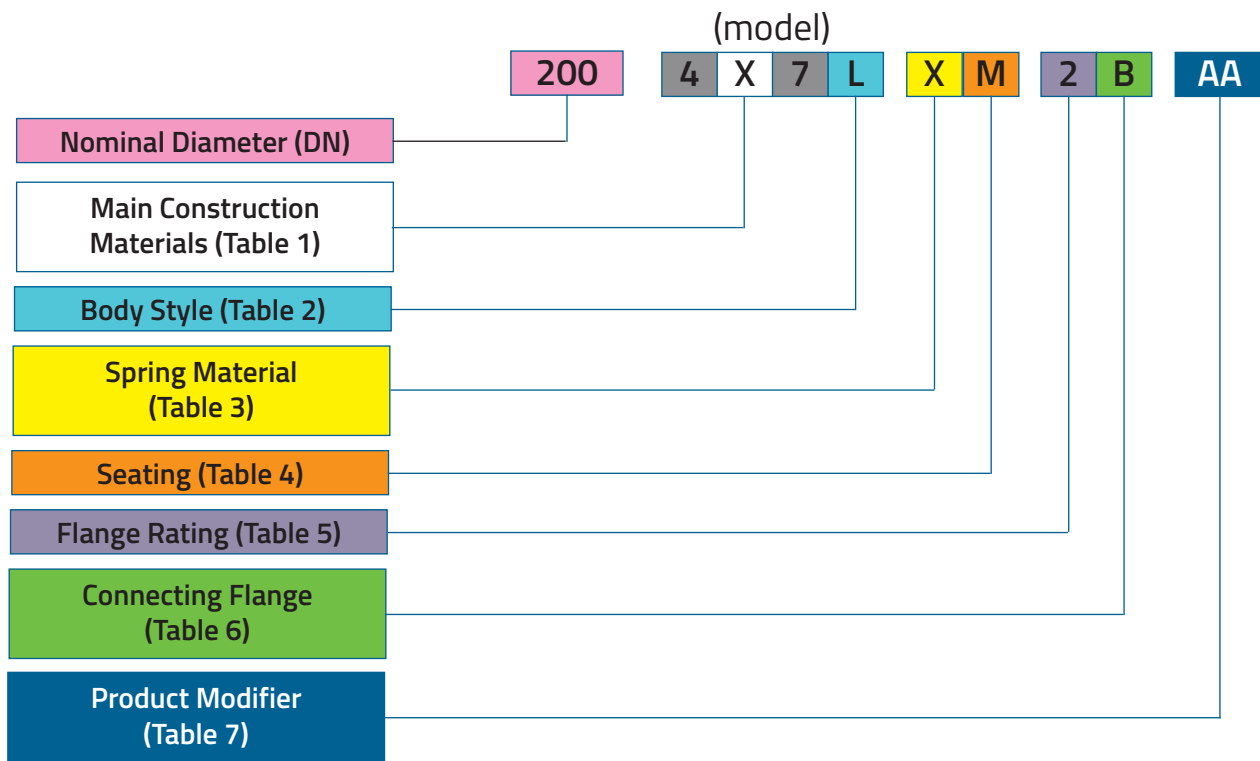 (model)
200 4 X 7 L X M 2 B AA
Nominal Diameter (DN)
Main Construction
Materials (Table 1)
Body Style (Table 2)
Spring Material
(Table 3)
Seating (Table 4)
Flange Rating (Table 5)
Connecting Flange
(Table 6)
Product Modifier
(Table 7)